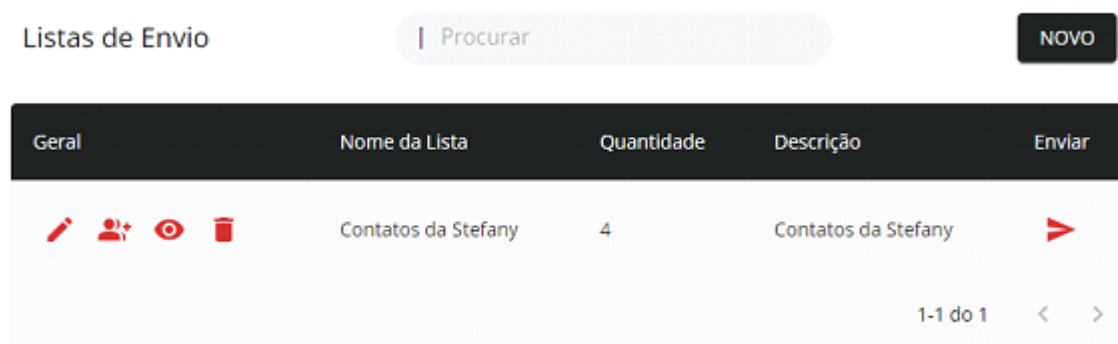 Listas de Envio Procurar NOVO
Geral Nome da Lista Quantidade Descrição Enviar
Contatos da Stefany 4 Contatos da Stefany
1-1 do 1